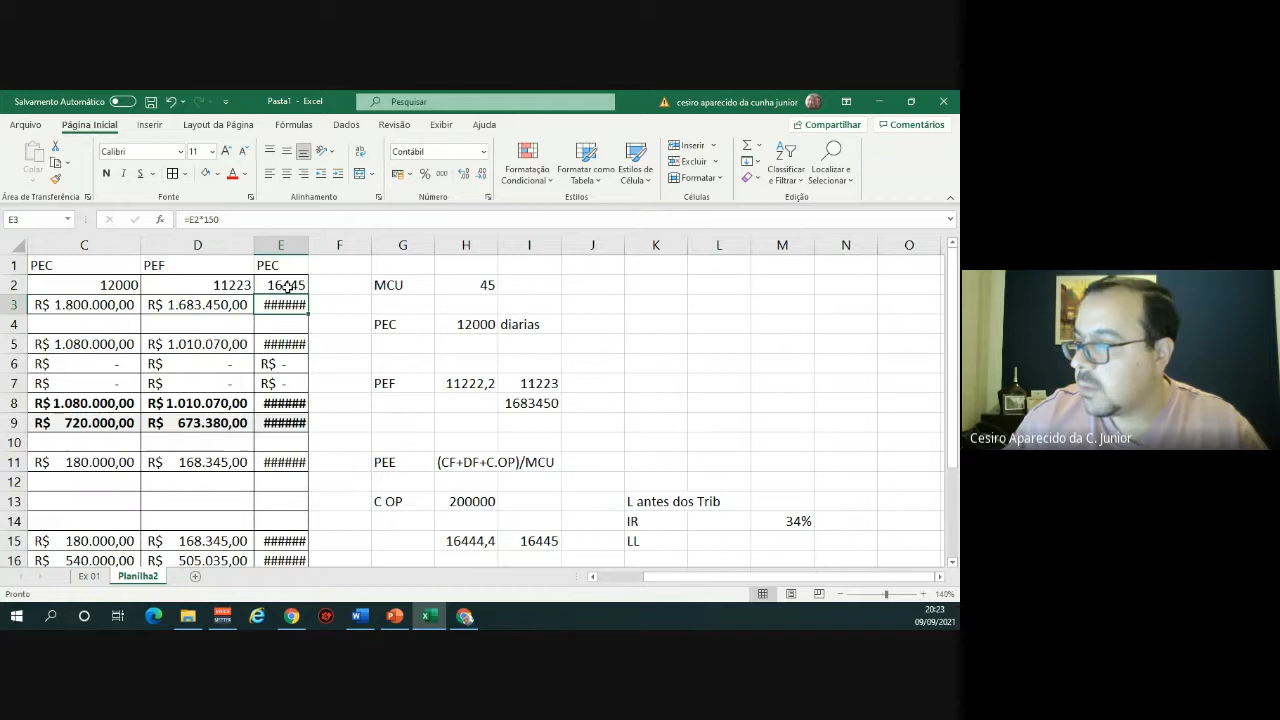 Salvamento Automático
Pasta1 - Excel
Pesquisar
cesiro aparecido da cunha junior
Arquivo Página Inicial Inserir Layout da Página Fórmulas Dados Revisão Exibir Ajuda Compartilhar Comentários
Colar
Calibri 11
N I S
Contábil
% 000
Formatação Condicional
Formatar como Tabela
Estilos de Célula
Inserir
Excluir
Formatar
Classificar e Filtrar
Localizar e Selecionar
Área de Transferência Fonte Alinhamento Número Estilos Células Edição
E3 fx =E2*150
C D E F G H I J K L M N O
1 PEC PEF PEC
2 12000 11223 16445 MCU 45
3 R$ 1.800.000,00 R$ 1.683.450,00 ######
4 PEC 12000 diarias
5 R$ 1.080.000,00 R$ 1.010.070,00 ######
6 R$ - R$ - R$ -
7 R$ - R$ - R$ - PEF 11222,2 11223
8 R$ 1.080.000,00 R$ 1.010.070,00 ###### 1683450
9 R$ 720.000,00 R$ 673.380,00 ######
10
11 R$ 180.000,00 R$ 168.345,00 ###### PEE (CF+DF+C.OP)/MCU
12
13 C OP 200000 L antes dos Trib
14 IR 34%
15 R$ 180.000,00 R$ 168.345,00 ###### 16444,4 16445 LL
16 R$ 540.000,00 R$ 505.035,00 ######
Ex 01 Planilha2
Pronto 140%
20:23
09/09/2021
Cesiro Aparecido da C. Junior